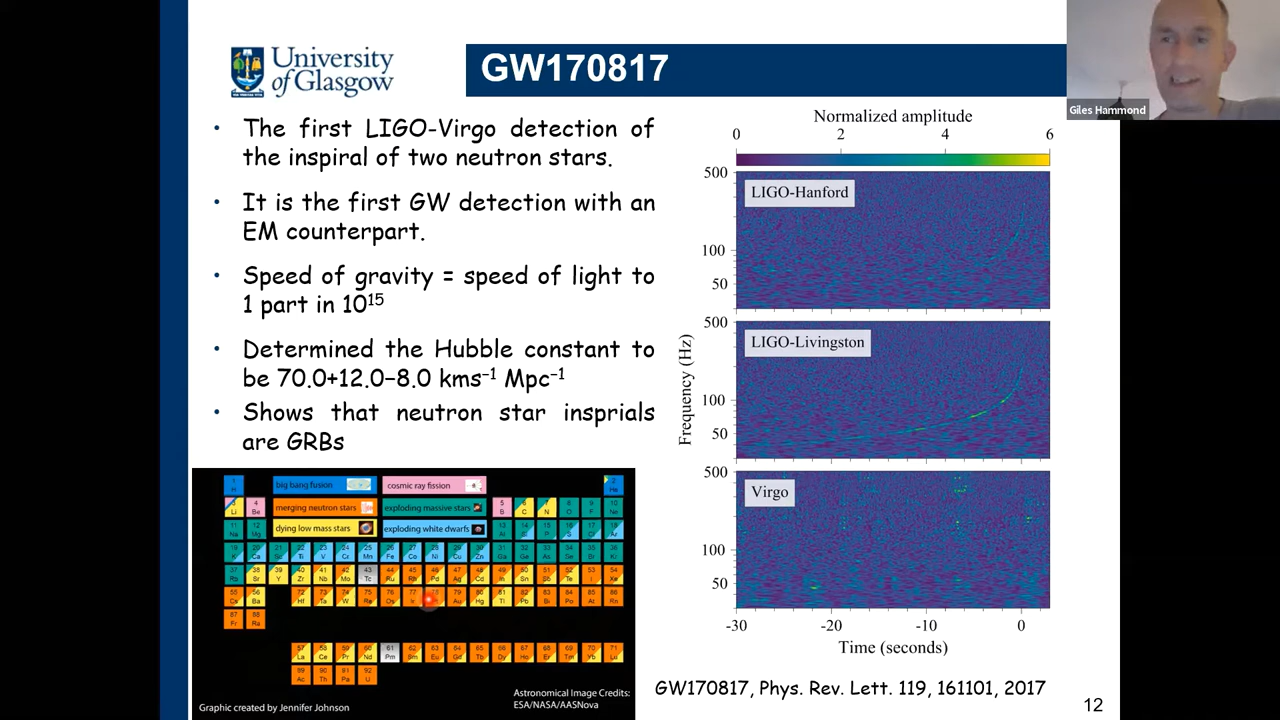 University
of Glasgow
GW170817
Giles Hammond
• The first LIGO-Virgo detection of
the inspiral of two neutron stars.
• It is the first GW detection with an
EM counterpart.
• Speed of gravity = speed of light to
1 part in 10¹⁵
• Determined the Hubble constant to
be 70.0+12.0−8.0 kms⁻¹ Mpc⁻¹
• Shows that neutron star insprials
are GRBs
Normalized amplitude
0 2 4 6
500
LIGO-Hanford
100
50
500
LIGO-Livingston
100
50
Frequency (Hz)
500
Virgo
100
50
-30 -20 -10 0
Time (seconds)
big bang fusion
cosmic ray fission
merging neutron stars
exploding massive stars
dying low mass stars
exploding white dwarfs
Graphic created by Jennifer Johnson
Astronomical Image Credits:
ESA/NASA/AASNova
GW170817, Phys. Rev. Lett. 119, 161101, 2017
12